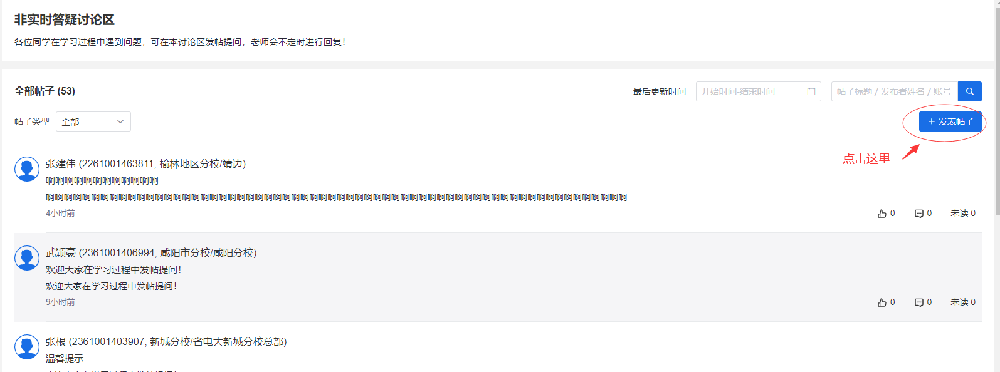 非实时答疑讨论区
各位同学在学习过程中遇到问题，可在本讨论区发帖提问，老师会不定时进行回复！
全部帖子 (53)
最后更新时间 开始时间-结束时间 帖子标题 / 发布者姓名 / 账号
帖子类型 全部
+ 发表帖子
点击这里
张建伟 (2261001463811, 榆林地区分校/靖边)
啊啊啊啊啊啊啊啊啊啊啊啊
啊啊啊啊啊啊啊啊啊啊啊啊啊啊啊啊啊啊啊啊啊啊啊啊啊啊啊啊啊啊啊啊啊啊啊啊啊啊啊啊啊啊啊啊啊啊啊啊啊啊啊啊啊啊啊啊啊啊啊啊啊啊啊啊
4小时前 0 0 未读 0
武颖豪 (2361001406994, 咸阳市分校/咸阳分校)
欢迎大家在学习过程中发帖提问！
欢迎大家在学习过程中发帖提问！
9小时前 0 0 未读 0
张根 (2361001403907, 新城分校/省电大新城分校总部)
温馨提示